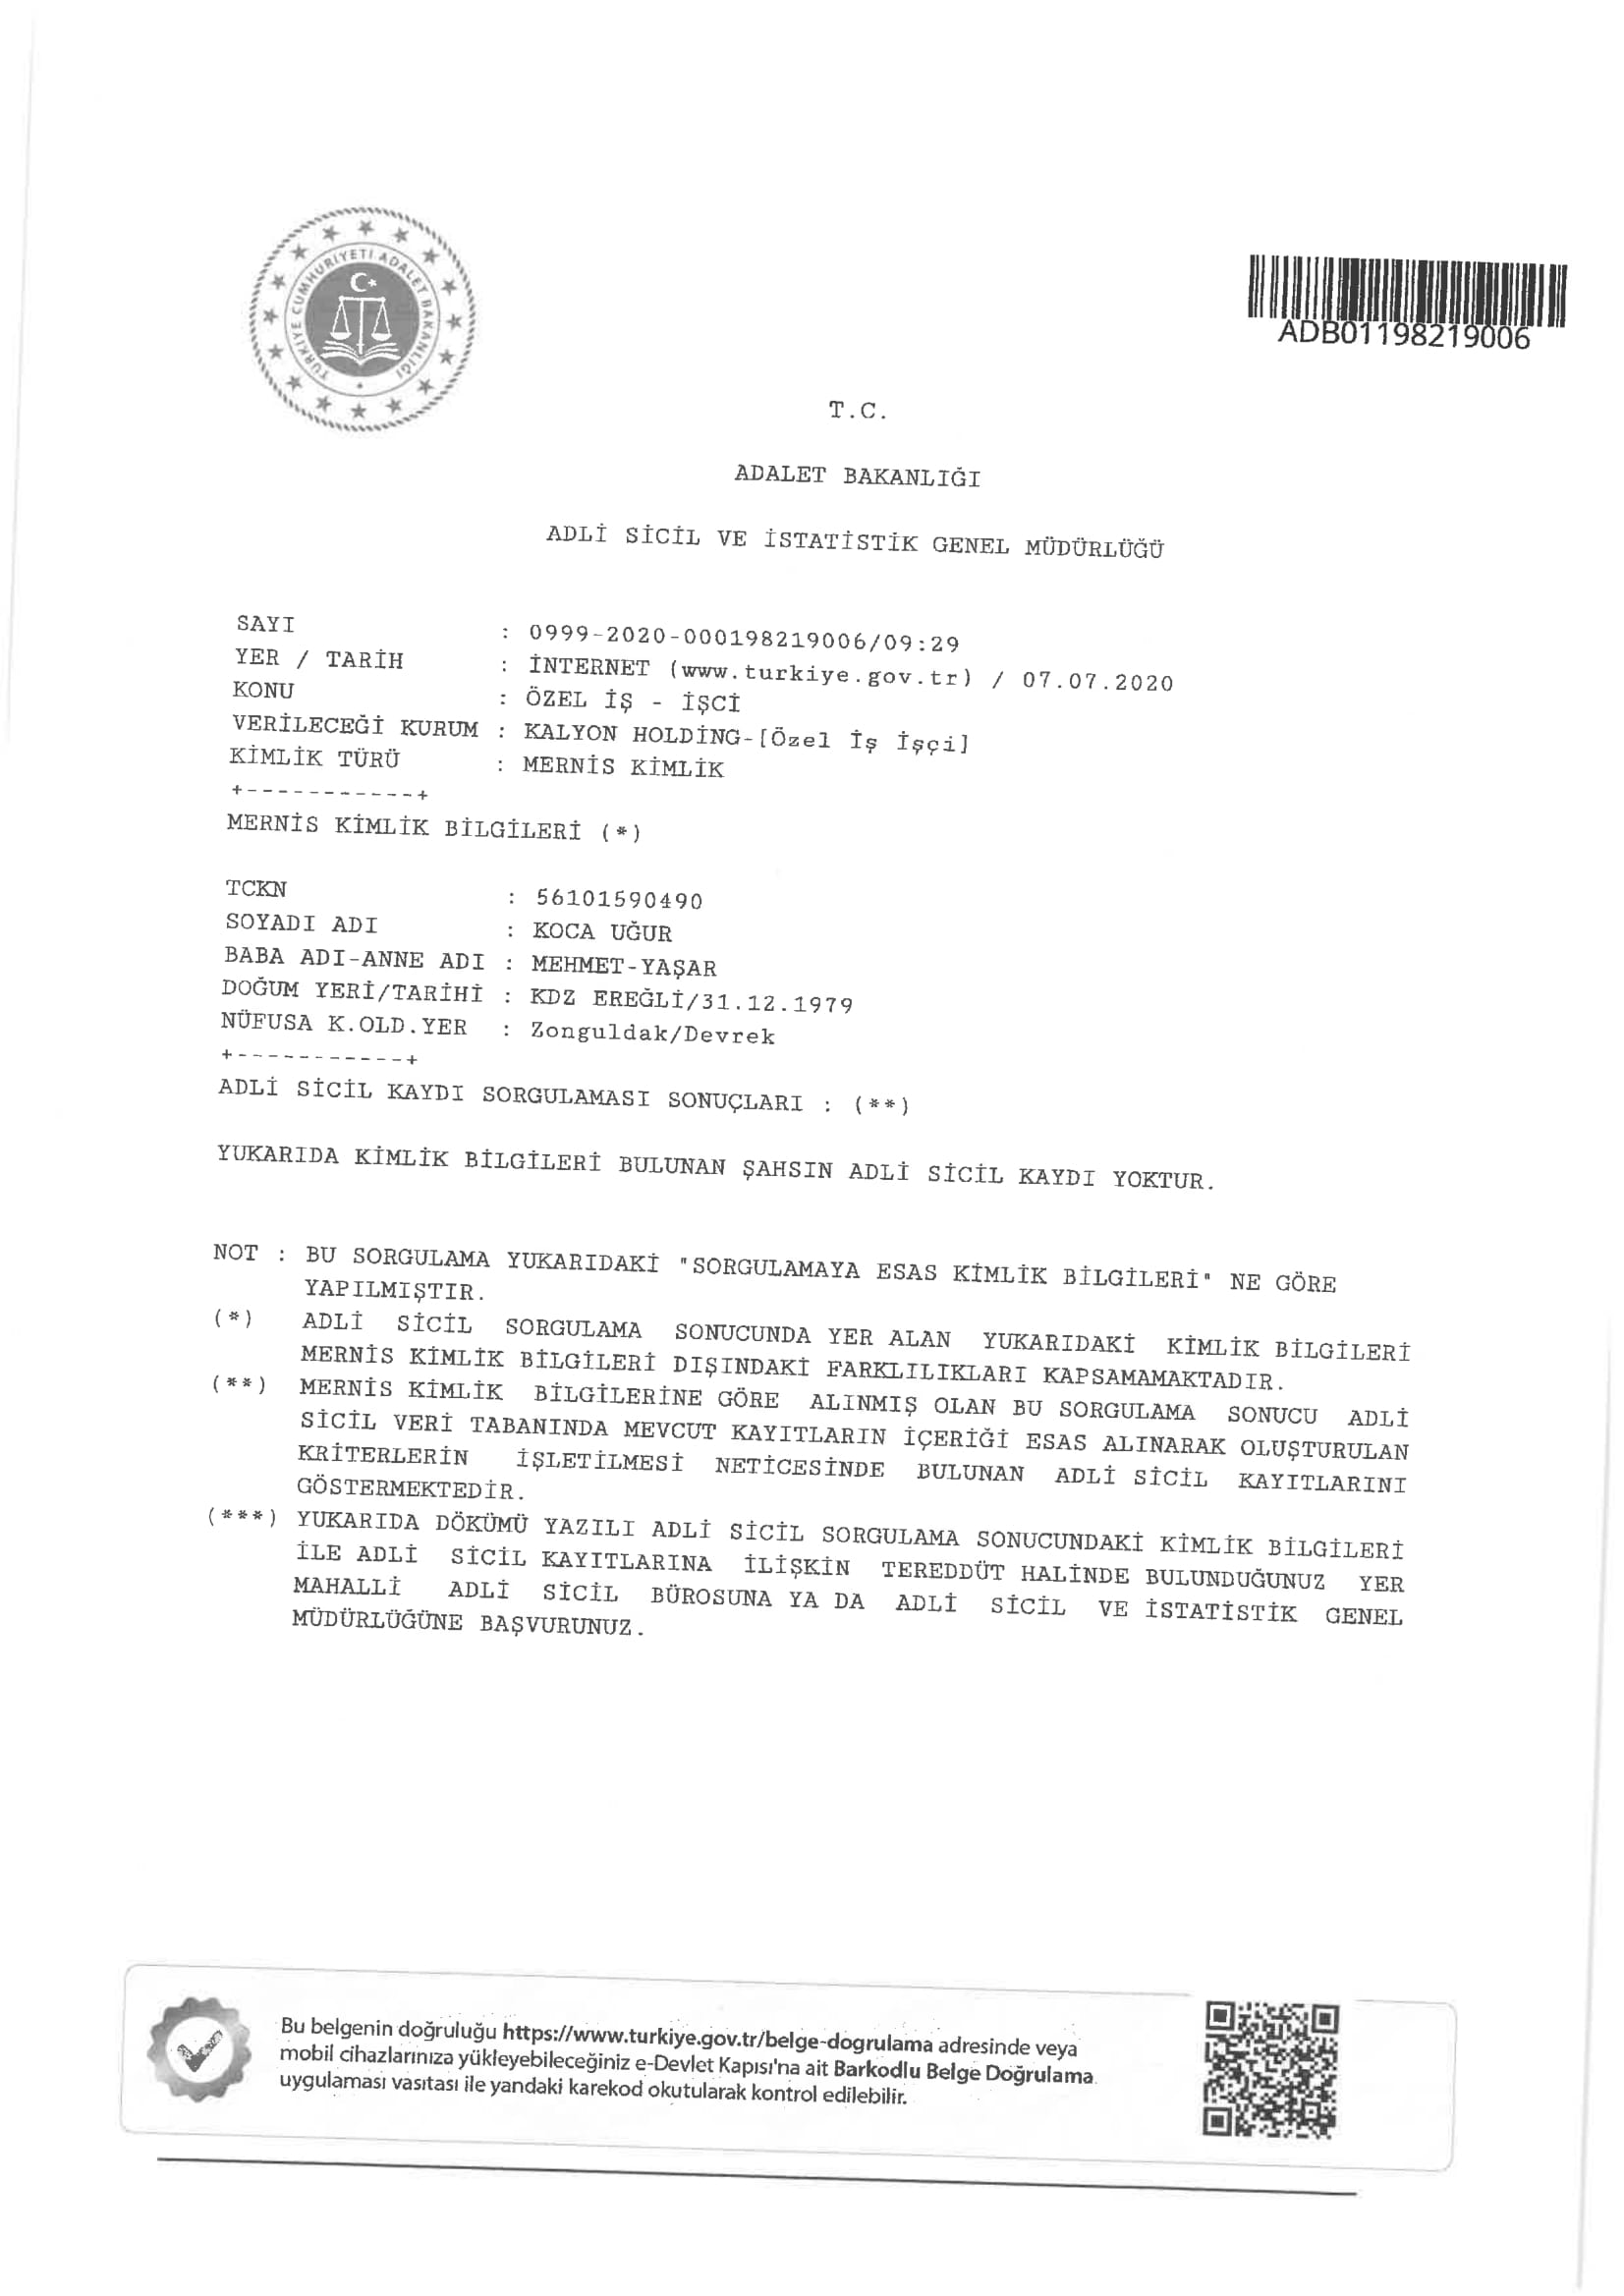 TÜRKİYE CUMHURİYETİ ADALET BAKANLIĞI
ADB01198219006
T.C.
ADALET BAKANLIĞI
ADLİ SİCİL VE İSTATİSTİK GENEL MÜDÜRLÜĞÜ
SAYI : 0999-2020-000198219006/09:29
YER / TARİH : İNTERNET (www.turkiye.gov.tr) / 07.07.2020
KONU : ÖZEL İŞ - İŞCİ
VERİLECEĞİ KURUM : KALYON HOLDİNG-[Özel İş İşçi]
KİMLİK TÜRÜ : MERNİS KİMLİK
+-----------+
MERNİS KİMLİK BİLGİLERİ (*)
TCKN : 56101590490
SOYADI ADI : KOCA UĞUR
BABA ADI-ANNE ADI : MEHMET-YAŞAR
DOĞUM YERİ/TARİHİ : KDZ EREĞLİ/31.12.1979
NÜFUSA K.OLD.YER : Zonguldak/Devrek
+-----------+
ADLİ SİCİL KAYDI SORGULAMASI SONUÇLARI : (**)
YUKARIDA KİMLİK BİLGİLERİ BULUNAN ŞAHSIN ADLİ SİCİL KAYDI YOKTUR.
NOT : BU SORGULAMA YUKARIDAKİ "SORGULAMAYA ESAS KİMLİK BİLGİLERİ" NE GÖRE
YAPILMIŞTIR.
(*) ADLİ SİCİL SORGULAMA SONUCUNDA YER ALAN YUKARIDAKİ KİMLİK BİLGİLERİ
MERNİS KİMLİK BİLGİLERİ DIŞINDAKİ FARKLILIKLARI KAPSAMAMAKTADIR.
(**) MERNİS KİMLİK BİLGİLERİNE GÖRE ALINMIŞ OLAN BU SORGULAMA SONUCU ADLİ
SİCİL VERİ TABANINDA MEVCUT KAYITLARIN İÇERİĞİ ESAS ALINARAK OLUŞTURULAN
KRİTERLERİN İŞLETİLMESİ NETİCESİNDE BULUNAN ADLİ SİCİL KAYITLARINI
GÖSTERMEKTEDİR.
(***) YUKARIDA DÖKÜMÜ YAZILI ADLİ SİCİL SORGULAMA SONUCUNDAKİ KİMLİK BİLGİLERİ
İLE ADLİ SİCİL KAYITLARINA İLİŞKİN TEREDDÜT HALİNDE BULUNDUĞUNUZ YER
MAHALLİ ADLİ SİCİL BÜROSUNA YA DA ADLİ SİCİL VE İSTATİSTİK GENEL
MÜDÜRLÜĞÜNE BAŞVURUNUZ.
Bu belgenin doğruluğu https://www.turkiye.gov.tr/belge-dogrulama adresinde veya
mobil cihazlarınıza yükleyebileceğiniz e-Devlet Kapısı'na ait Barkodlu Belge Doğrulama
uygulaması vasıtası ile yandaki karekod okutularak kontrol edilebilir.